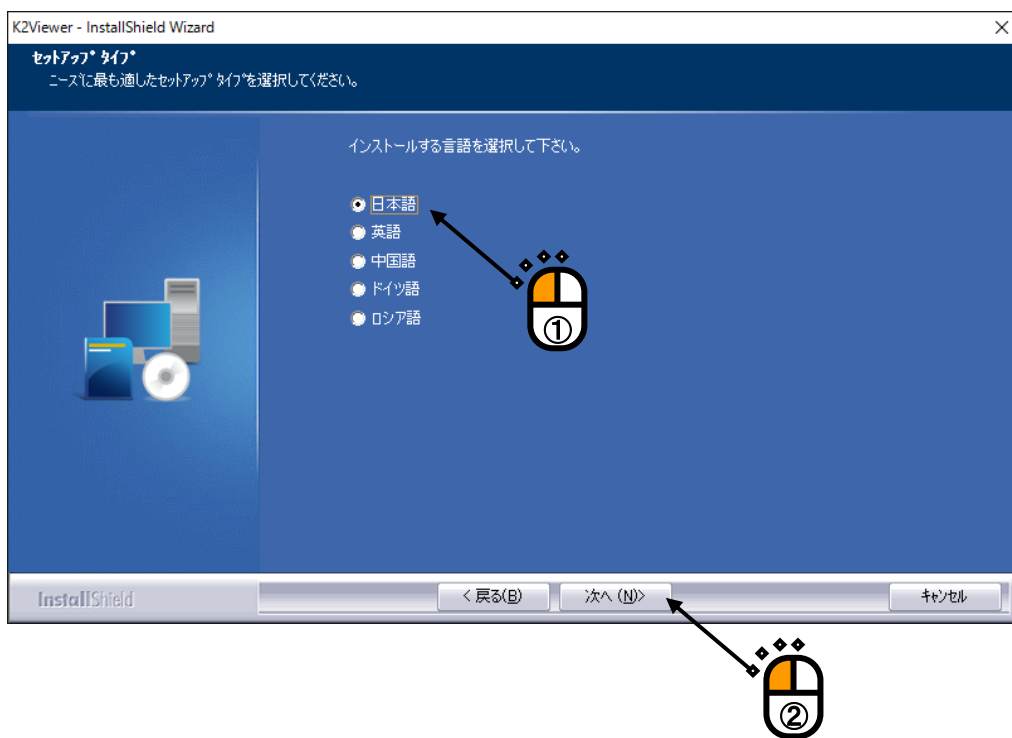 K2Viewer - InstallShield Wizard
セットアップ タイプ
ニーズに最も適したセットアップ タイプを選択してください。
インストールする言語を選択して下さい。
日本語
英語
中国語
ドイツ語
ロシア語
①
InstallShield
< 戻る(B)
次へ (N)>
キャンセル
②